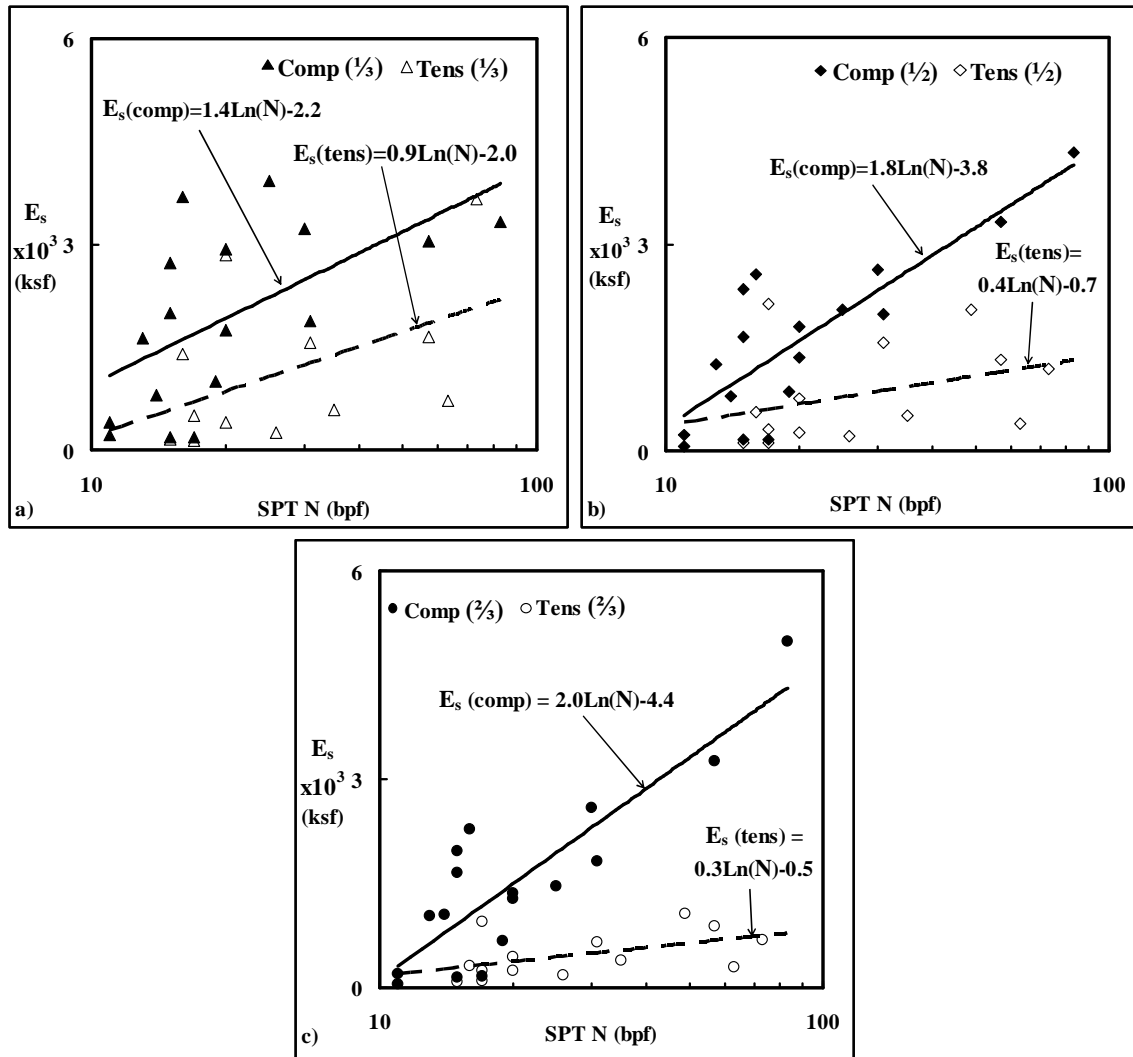 6
Comp (⅓) Tens (⅓)
Es(comp)=1.4Ln(N)-2.2
Es(tens)=0.9Ln(N)-2.0
Es
x10³ 3
(ksf)
0
10 100
SPT N (bpf)
a)
6
Comp (½) Tens (½)
Es(comp)=1.8Ln(N)-3.8
Es(tens)=
0.4Ln(N)-0.7
Es
x10³ 3
(ksf)
0
10 100
SPT N (bpf)
b)
6
Comp (⅔) Tens (⅔)
Es (comp) = 2.0Ln(N)-4.4
Es (tens) =
0.3Ln(N)-0.5
Es
x10³ 3
(ksf)
0
10 100
SPT N (bpf)
c)